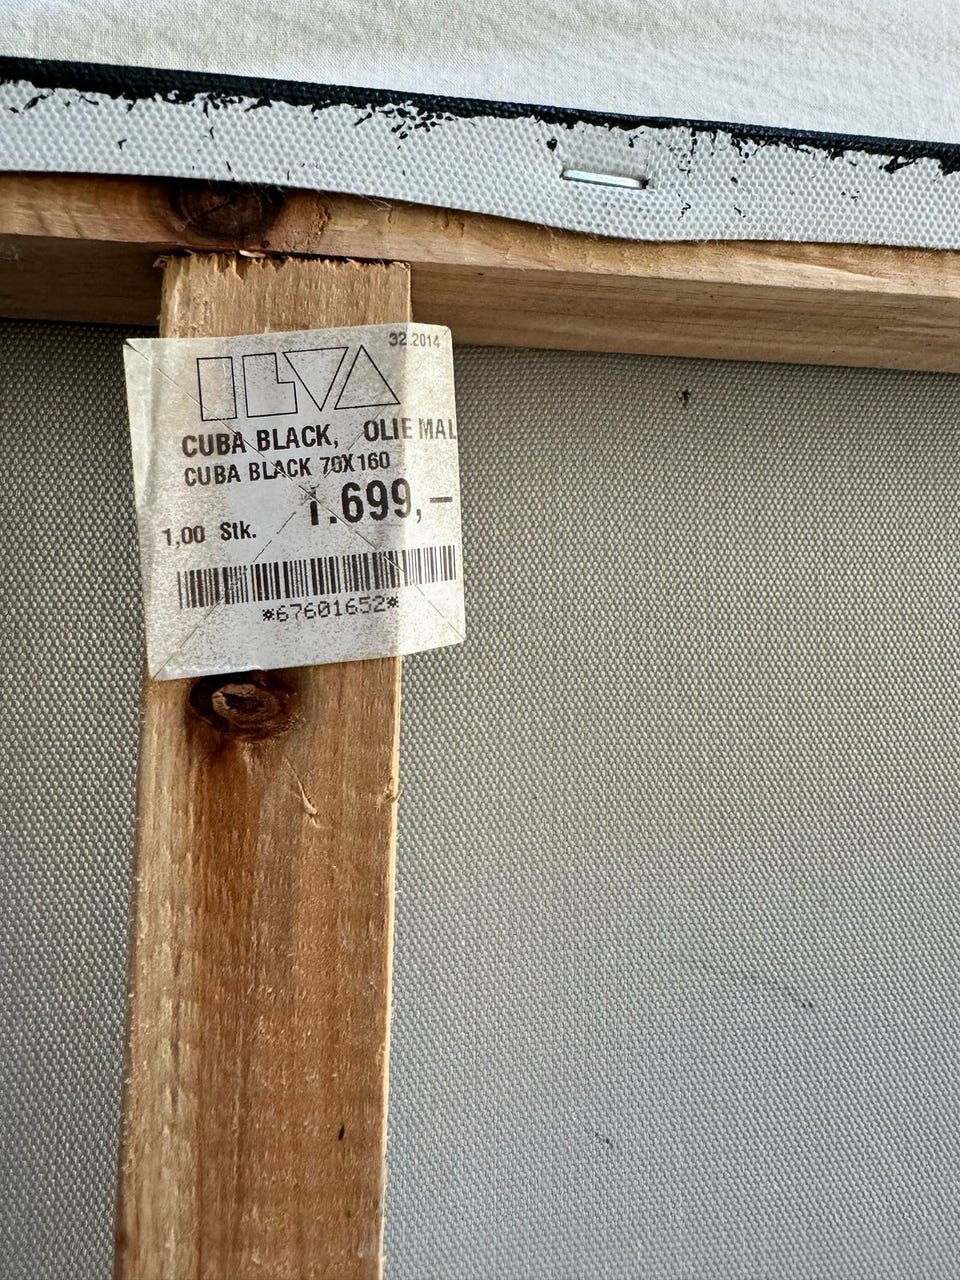 32.2014
ILVA
CUBA BLACK, OLIE MAL
CUBA BLACK 70X160
1.699,-
1,00 Stk.
*67601652*